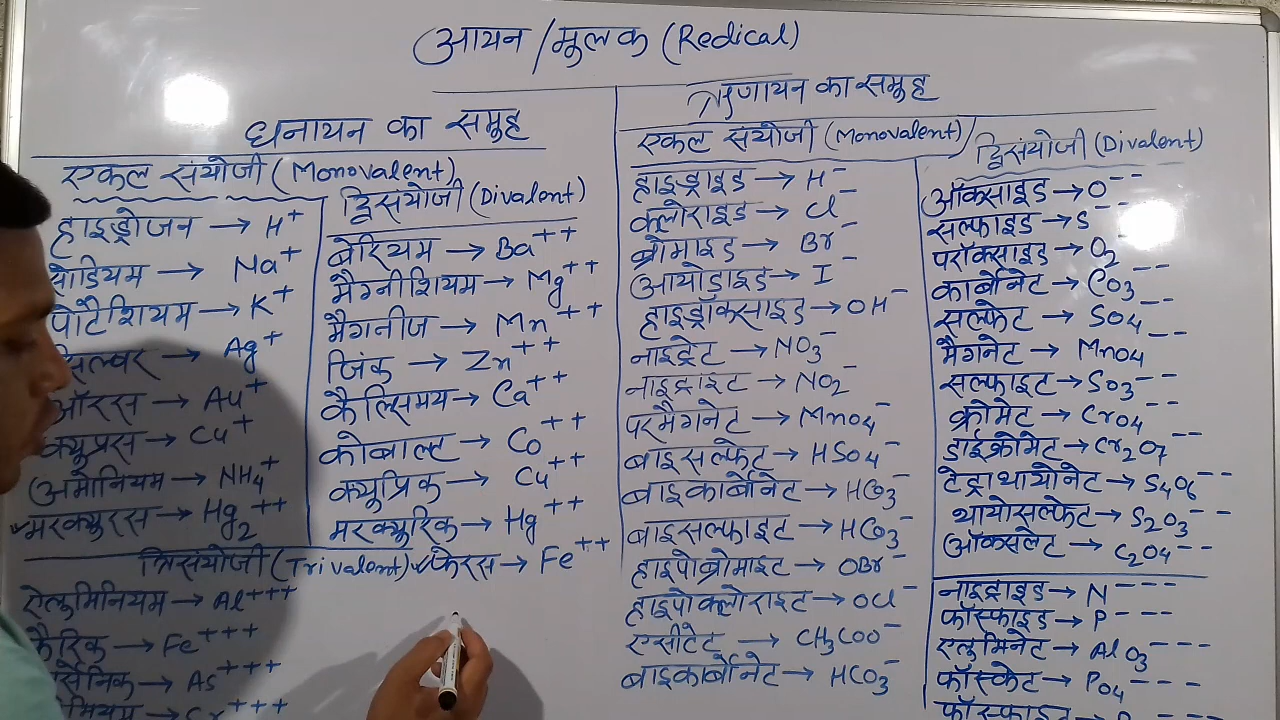 आयन / मूलक (Redical)
धनायन का समूह
एकल संयोजी (Monovalent)
हाइड्रोजन → H⁺
सोडियम → Na⁺
पोटैशियम → K⁺
सिल्वर → Ag⁺
ऑरस → Au⁺
क्यूप्रस → Cu⁺
अमोनियम → NH₄⁺
मरक्युरस → Hg₂⁺⁺
द्विसंयोजी (Divalent)
बेरियम → Ba⁺⁺
मैग्नीशियम → Mg⁺⁺
मैगनीज → Mn⁺⁺
जिंक → Zn⁺⁺
कैल्सिमय → Ca⁺⁺
कोबाल्ट → Co⁺⁺
क्यूप्रिक → Cu⁺⁺
मरक्यूरिक → Hg⁺⁺
फेरस → Fe⁺⁺
त्रिसंयोजी (Trivalent)
ऐलुमिनियम → Al⁺⁺⁺
फैरिक → Fe⁺⁺⁺
र्सेनिक → As⁺⁺⁺
मियम → Cr⁺⁺⁺
ऋणायन का समूह
एकल संयोजी (Monovalent)
हाइड्राइड → H⁻
क्लोराइड → Cl⁻
ब्रोमाइड → Br⁻
आयोडाइड → I⁻
हाइड्रॉक्साइड → OH⁻
नाइट्रेट → NO₃⁻
नाइट्राइट → NO₂⁻
परमैगनेट → MnO₄⁻
बाइसल्फेट → HSO₄⁻
बाइकार्बोनेट → HCO₃⁻
बाइसल्फाइट → HCO₃⁻
हाइपोब्रोमाइट → OBr⁻
हाइपोक्लोराइट → OCl⁻
एसीटेट → CH₃COO⁻
बाइकार्बोनेट → HCO₃⁻
द्विसंयोजी (Divalent)
ऑक्साइड → O⁻⁻
सल्फाइड → S⁻⁻
परॉक्साइड → O₂⁻⁻
कार्बोनेट → CO₃⁻⁻
सल्फेट → SO₄⁻⁻
मैगनेट → MnO₄⁻⁻
सल्फाइट → SO₃⁻⁻
क्रोमेट → CrO₄⁻⁻
डाईक्रोमेट → Cr₂O₇⁻⁻
टेट्राथायोनेट → S₄O₆⁻⁻
थायोसल्फेट → S₂O₃⁻⁻
ऑक्सलेट → C₂O₄⁻⁻
नाइट्राइड → N⁻⁻⁻
फॉस्फाइड → P⁻⁻⁻
एलुमिनेट → AlO₃⁻⁻⁻
फॉस्फेट → PO₄⁻⁻⁻
फॉस्फाइट →